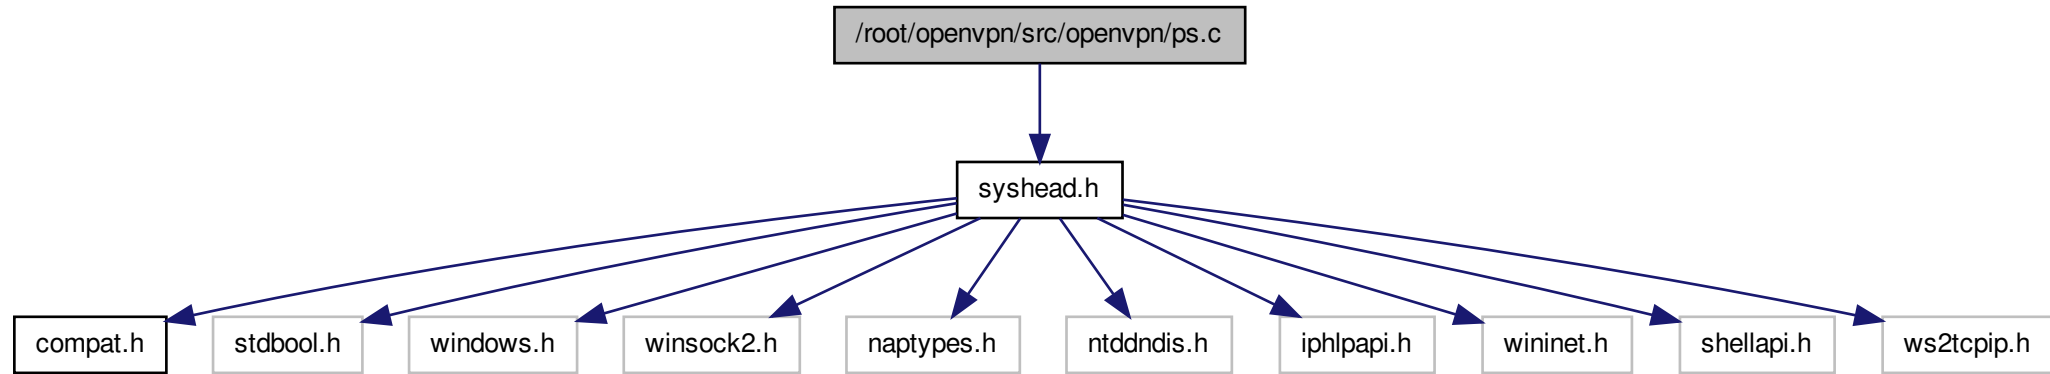 /root/openvpn/src/openvpn/ps.c
syshead.h
compat.h
stdbool.h
windows.h
winsock2.h
naptypes.h
ntddndis.h
iphlpapi.h
wininet.h
shellapi.h
ws2tcpip.h